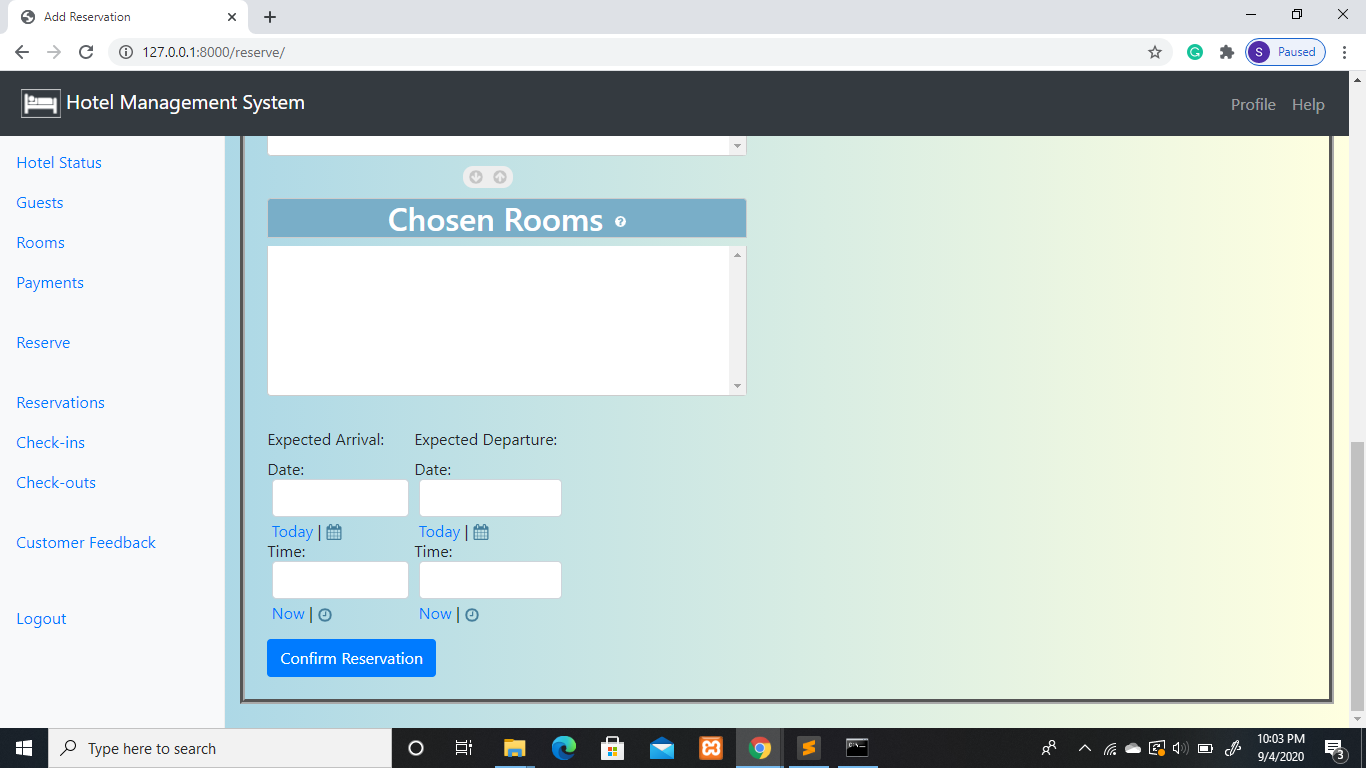 Add Reservation
127.0.0.1:8000/reserve/
S Paused
Hotel Management System
Profile Help
Hotel Status
Guests
Rooms
Payments
Reserve
Reservations
Check-ins
Check-outs
Customer Feedback
Logout
Chosen Rooms ?
Expected Arrival: Expected Departure:
Date: Date:
Today | Today |
Time: Time:
Now | Now |
Confirm Reservation
Type here to search
10:03 PM
9/4/2020
3